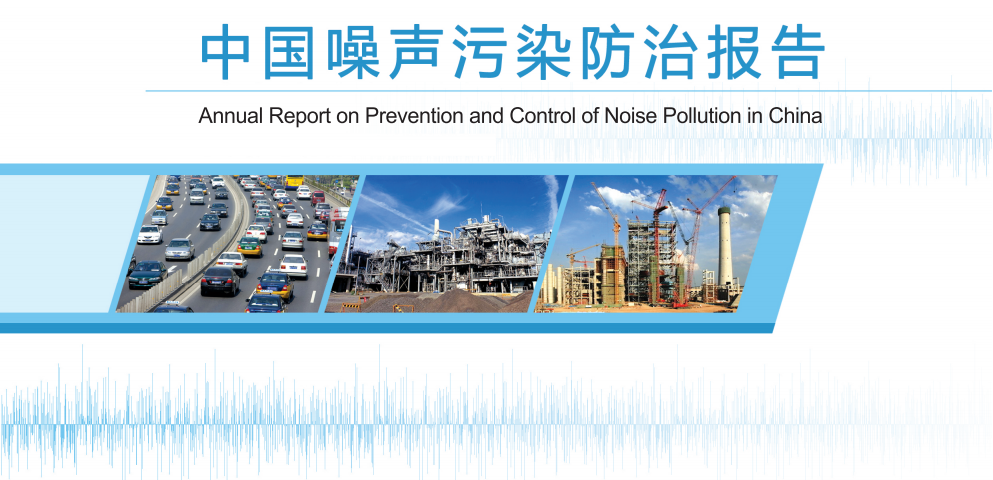 中国噪声污染防治报告
Annual Report on Prevention and Control of Noise Pollution in China